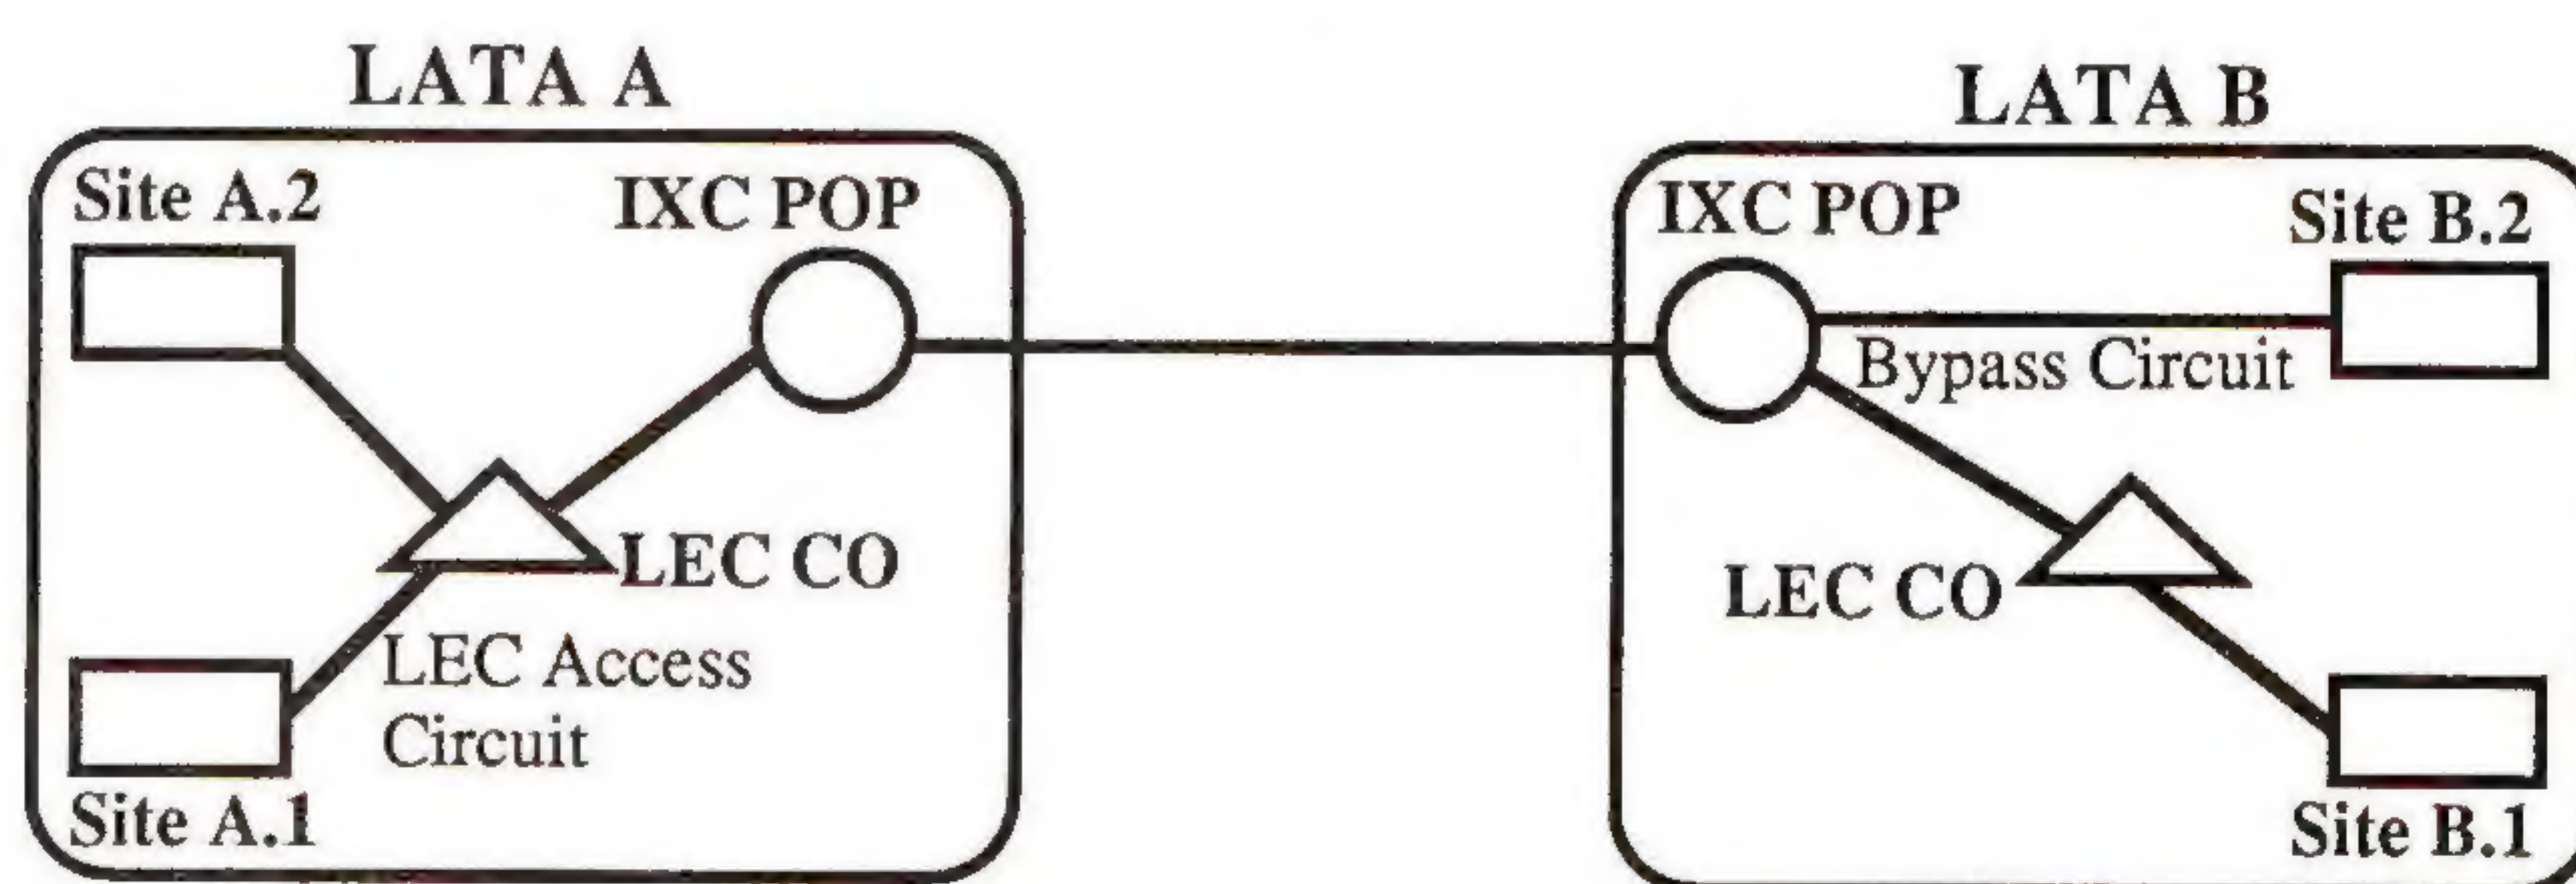 LATA A
Site A.2
IXC POP
LEC CO
LEC Access
Circuit
Site A.1
LATA B
IXC POP
Site B.2
Bypass Circuit
LEC CO
Site B.1